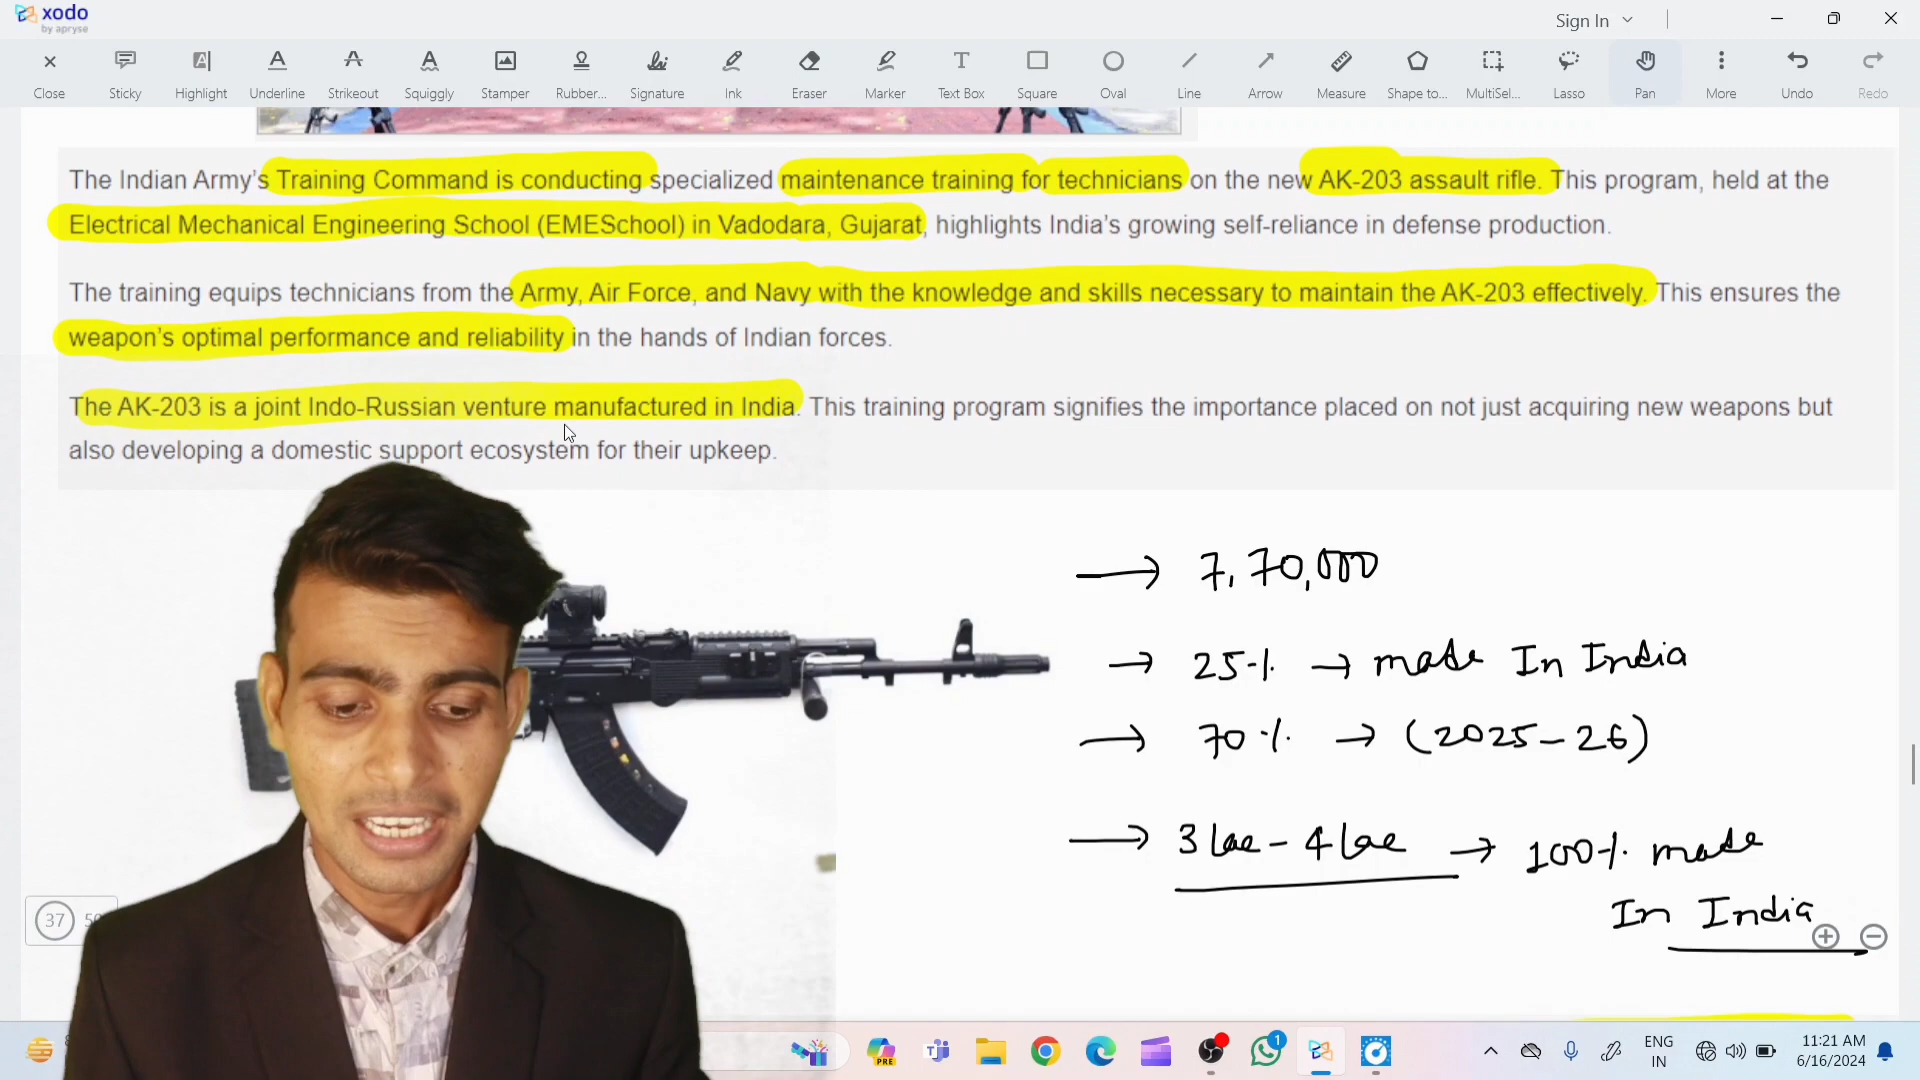 xodo
by apryse
Sign In
Close
Sticky
Highlight
Underline
Strikeout
Squiggly
Stamper
Rubber...
Signature
Ink
Eraser
Marker
Text Box
Square
Oval
Line
Arrow
Measure
Shape to...
MultiSel...
Lasso
Pan
More
Undo
Redo
The Indian Army's Training Command is conducting specialized maintenance training for technicians on the new AK-203 assault rifle. This program, held at the
Electrical Mechanical Engineering School (EMESchool) in Vadodara, Gujarat, highlights India's growing self-reliance in defense production.
The training equips technicians from the Army, Air Force, and Navy with the knowledge and skills necessary to maintain the AK-203 effectively. This ensures the
weapon's optimal performance and reliability in the hands of Indian forces.
The AK-203 is a joint Indo-Russian venture manufactured in India. This training program signifies the importance placed on not just acquiring new weapons but
also developing a domestic support ecosystem for their upkeep.
→ 7,70,000
→ 25% → made In India
→ 70% → (2025-26)
→ 3 lac - 4 lac → 100% made
In India
37
PRE
1
ENG
IN
11:21 AM
6/16/2024